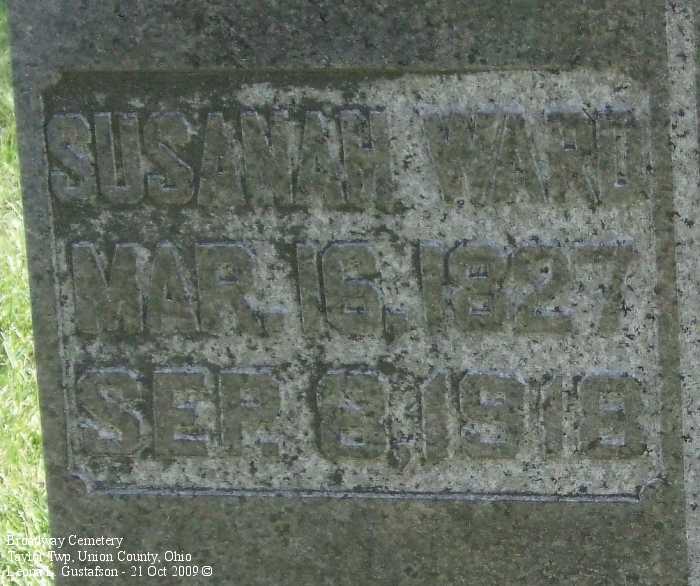 SUSANAH WARD
MAR. 16, 1827
SEP. 8, 1918
Broadway Cemetery
Taylor Twp, Union County, Ohio
Leona L. Gustafson - 21 Oct 2009 ©